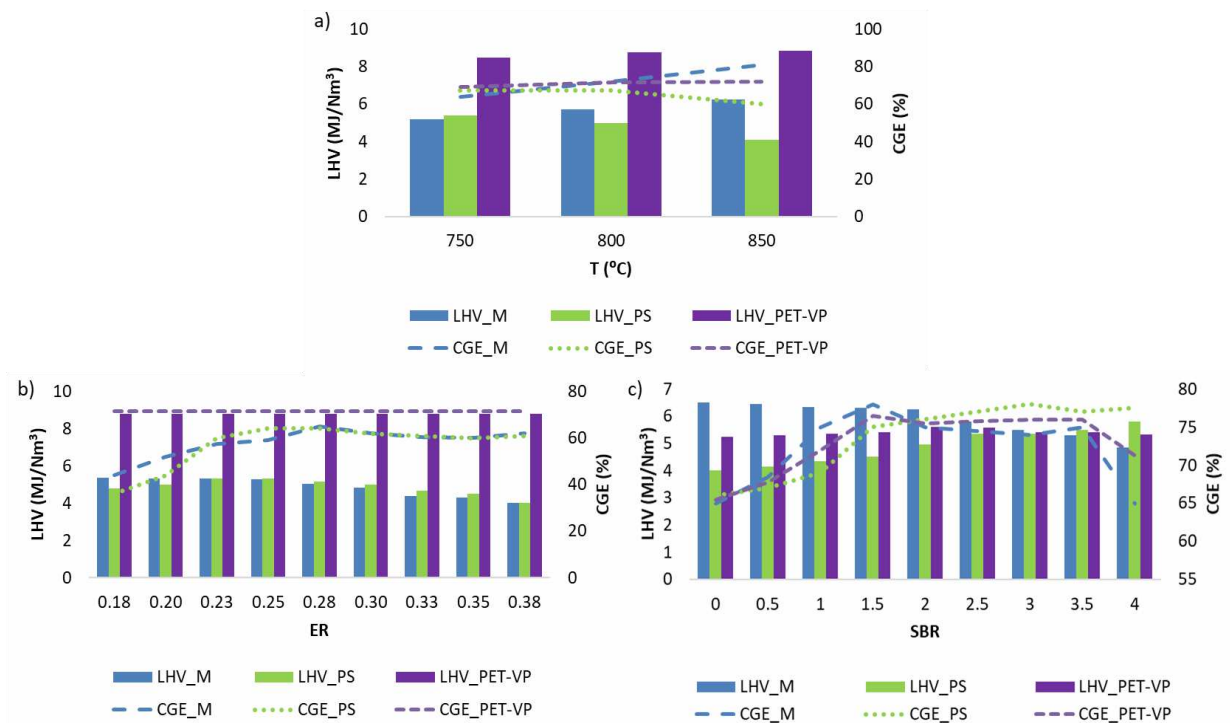 a)
10
8
6
4
2
0
LHV (MJ/Nm³)
100
80
60
40
20
0
CGE (%)
750 800 850
T (⁰C)
LHV_M LHV_PS LHV_PET-VP
CGE_M CGE_PS CGE_PET-VP
b)
10
8
6
4
2
0
LHV (MJ/Nm³)
80
60
40
20
0
CGE (%)
0.18 0.20 0.23 0.25 0.28 0.30 0.33 0.35 0.38
ER
LHV_M LHV_PS LHV_PET-VP
CGE_M CGE_PS CGE_PET-VP
c)
7
6
5
4
3
2
1
0
LHV (MJ/Nm³)
80
75
70
65
60
55
CGE (%)
0 0.5 1 1.5 2 2.5 3 3.5 4
SBR
LHV_M LHV_PS LHV_PET-VP
CGE_M CGE_PS CGE_PET-VP